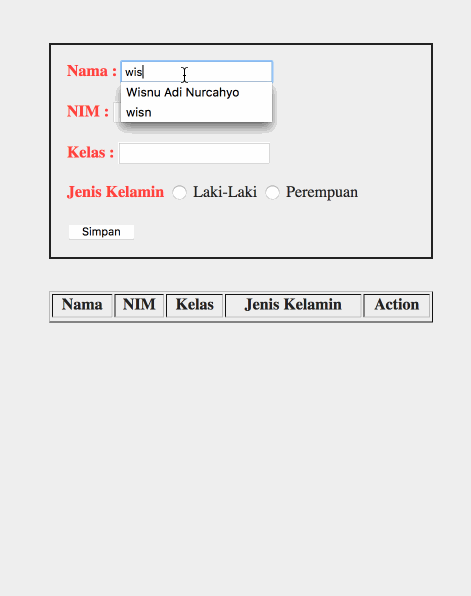 Nama : wis
Wisnu Adi Nurcahyo
NIM :
wisn
Kelas :
Jenis Kelamin Laki-Laki Perempuan
Simpan
Nama NIM Kelas Jenis Kelamin Action